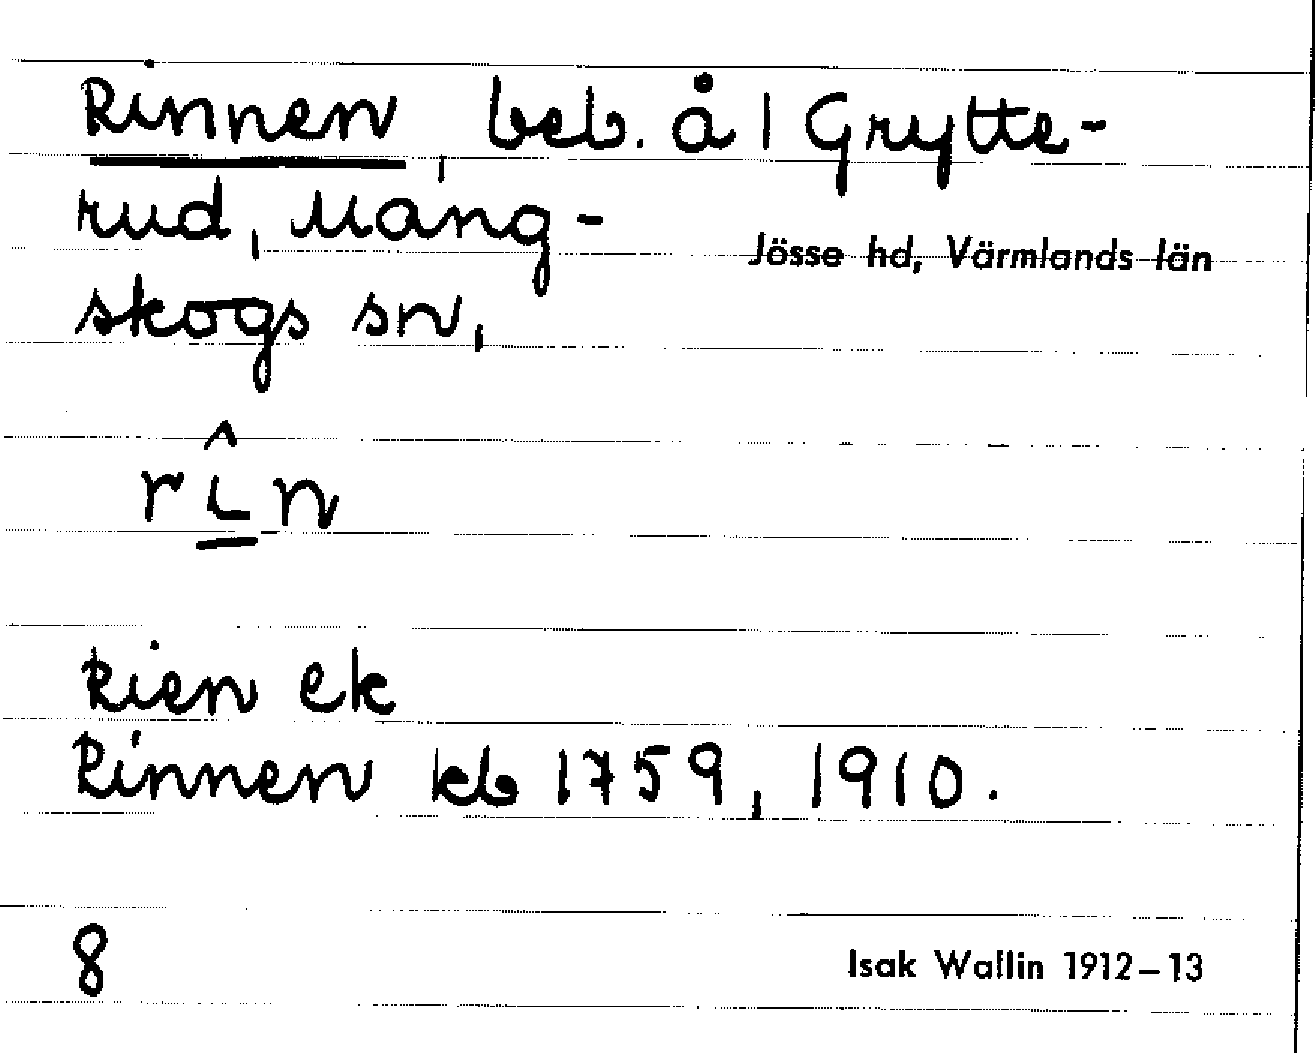 Rinnen, beb. å 1 Grytte-
rud, Mang-
Jösse hd, Värmlands län
skogs sn,
Rien ek
Rinnen kb 1759, 1910.
8
Isak Wallin 1912–13